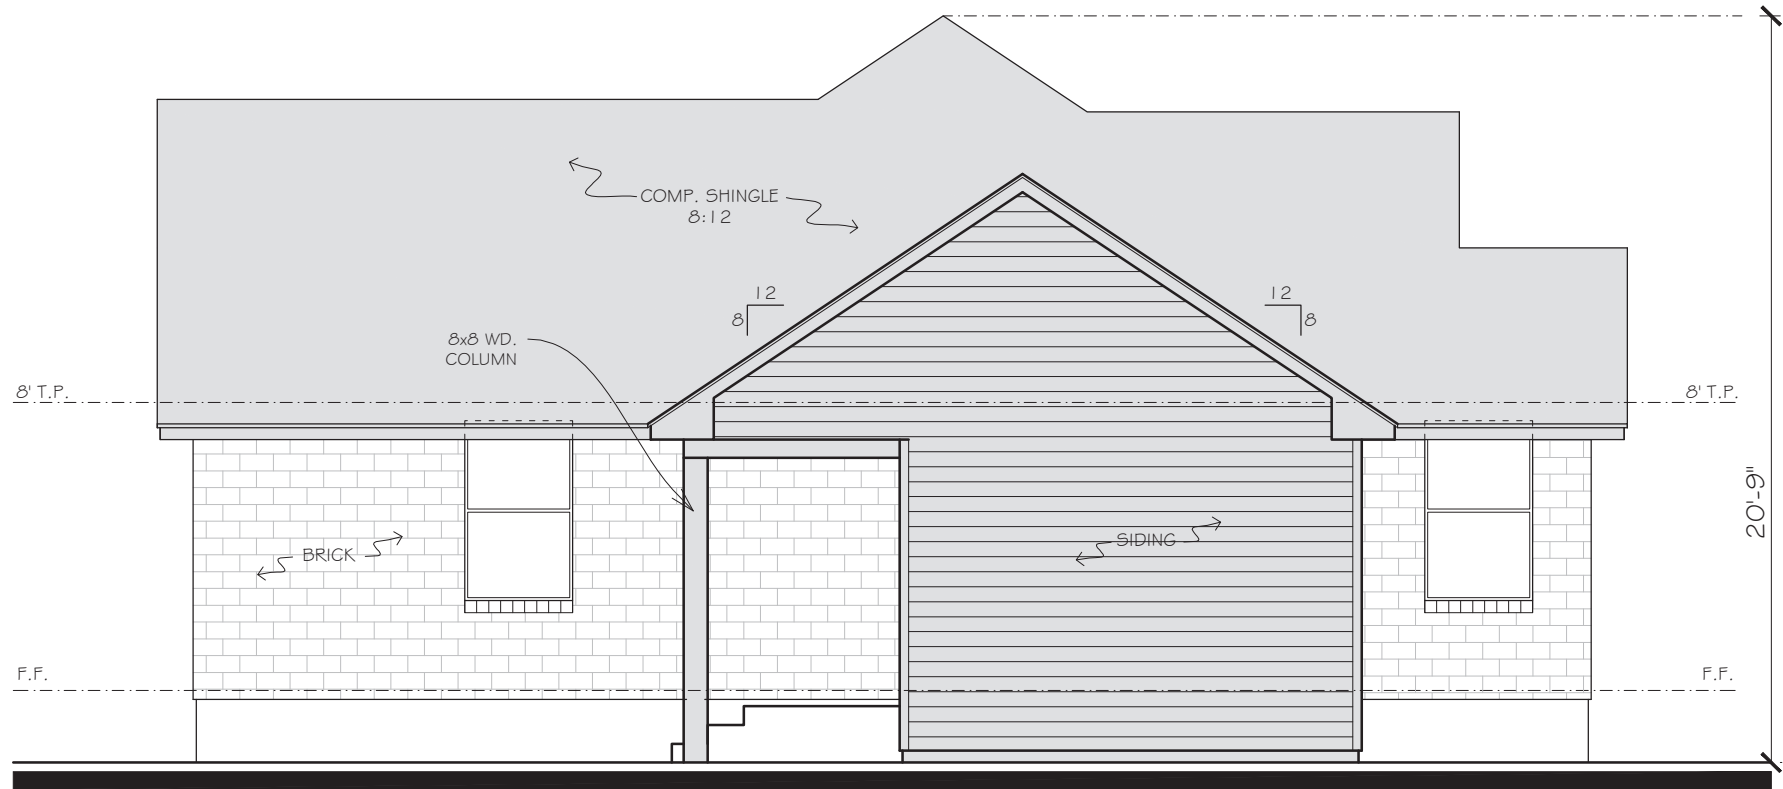 COMP. SHINGLE
8:12
12
8
12
8
8x8 WD.
COLUMN
8' T.P.
8' T.P.
20'-9"
BRICK
SIDING
F.F.
F.F.